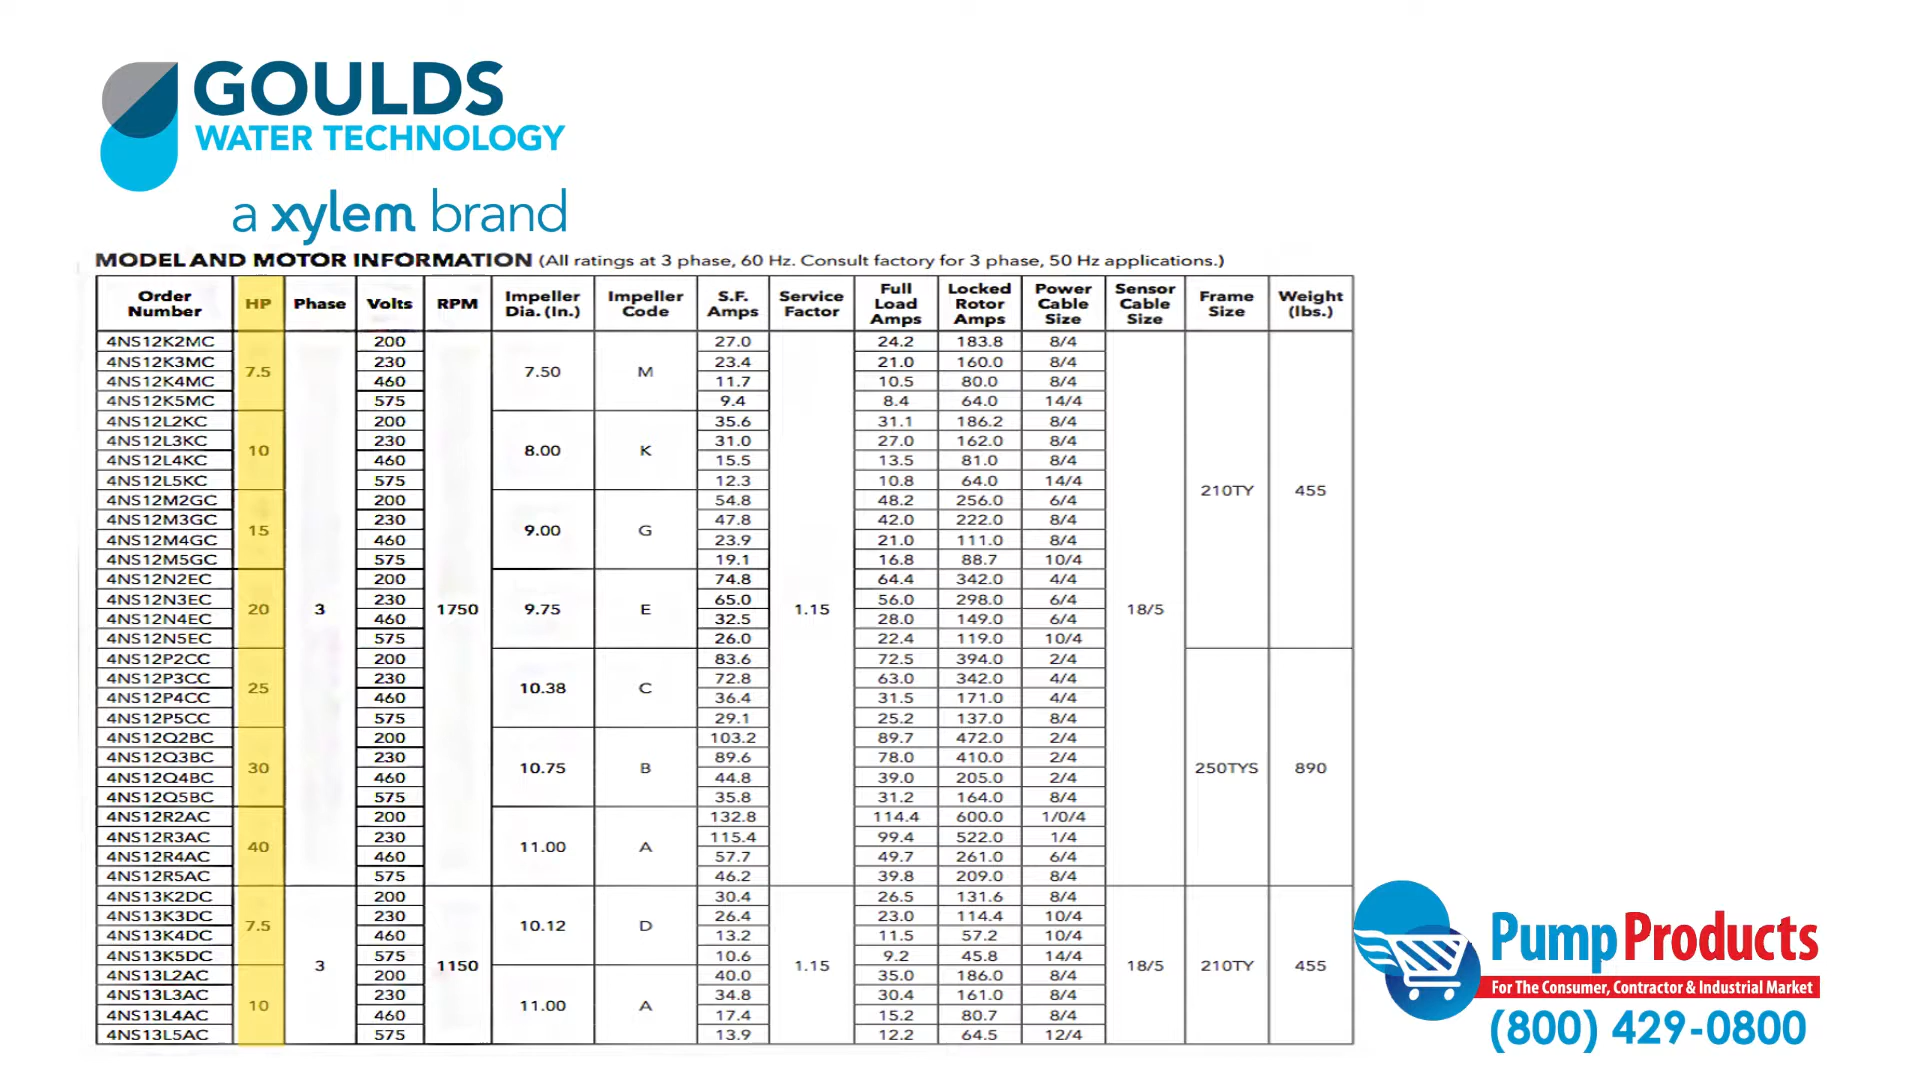 GOULDS
WATER TECHNOLOGY
a xylem brand
MODEL AND MOTOR INFORMATION (All ratings at 3 phase, 60 Hz. Consult factory for 3 phase, 50 Hz applications.)
Order Number HP Phase Volts RPM Impeller Dia. (In.) Impeller Code S.F. Amps Service Factor Full Load Amps Locked Rotor Amps Power Cable Size Sensor Cable Size Frame Size Weight (lbs.)
4NS12K2MC 200 27.0 24.2 183.8 8/4
4NS12K3MC 7.5 230 7.50 M 23.4 21.0 160.0 8/4
4NS12K4MC 460 11.7 10.5 80.0 8/4
4NS12K5MC 575 9.4 8.4 64.0 14/4
4NS12L2KC 200 35.6 31.1 186.2 8/4
4NS12L3KC 10 230 8.00 K 31.0 27.0 162.0 8/4
4NS12L4KC 460 15.5 13.5 81.0 8/4
4NS12L5KC 575 12.3 10.8 64.0 14/4
4NS12M2GC 200 54.8 48.2 256.0 6/4 210TY 455
4NS12M3GC 15 230 9.00 G 47.8 42.0 222.0 8/4
4NS12M4GC 460 23.9 21.0 111.0 8/4
4NS12M5GC 575 19.1 16.8 88.7 10/4
4NS12N2EC 200 74.8 64.4 342.0 4/4
4NS12N3EC 20 3 230 1750 9.75 E 65.0 1.15 56.0 298.0 6/4 18/5
4NS12N4EC 460 32.5 28.0 149.0 6/4
4NS12N5EC 575 26.0 22.4 119.0 10/4
4NS12P2CC 200 83.6 72.5 394.0 2/4
4NS12P3CC 25 230 10.38 C 72.8 63.0 342.0 4/4
4NS12P4CC 460 36.4 31.5 171.0 4/4
4NS12P5CC 575 29.1 25.2 137.0 8/4
4NS12Q2BC 200 103.2 89.7 472.0 2/4
4NS12Q3BC 30 230 10.75 B 89.6 78.0 410.0 2/4 250TYS 890
4NS12Q4BC 460 44.8 39.0 205.0 2/4
4NS12Q5BC 575 35.8 31.2 164.0 8/4
4NS12R2AC 200 132.8 114.4 600.0 1/0/4
4NS12R3AC 40 230 11.00 A 115.4 99.4 522.0 1/4
4NS12R4AC 460 57.7 49.7 261.0 6/4
4NS12R5AC 575 46.2 39.8 209.0 8/4
4NS13K2DC 200 30.4 26.5 131.6 8/4
4NS13K3DC 7.5 230 10.12 D 26.4 23.0 114.4 10/4
4NS13K4DC 460 13.2 11.5 57.2 10/4
4NS13K5DC 3 575 1150 10.6 1.15 9.2 45.8 14/4 18/5 210TY 455
4NS13L2AC 200 40.0 35.0 186.0 8/4
4NS13L3AC 10 230 11.00 A 34.8 30.4 161.0 8/4
4NS13L4AC 460 17.4 15.2 80.7 8/4
4NS13L5AC 575 13.9 12.2 64.5 12/4
Pump Products
For The Consumer, Contractor & Industrial Market
(800) 429-0800